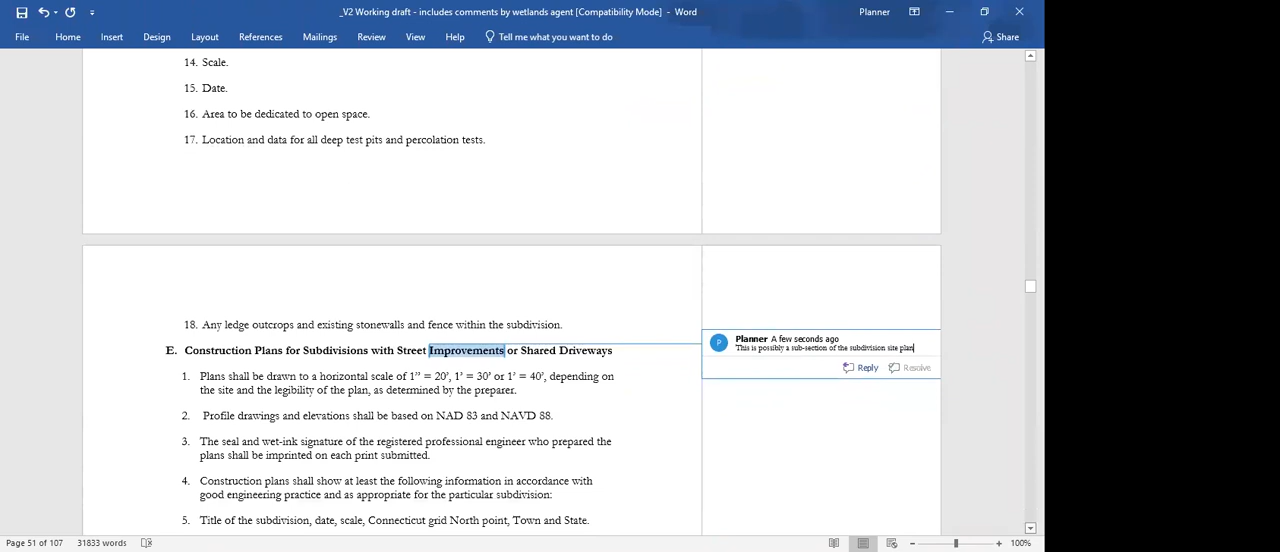 _V2 Working draft - includes comments by wetlands agent [Compatibility Mode] - Word
Planner
File Home Insert Design Layout References Mailings Review View Help Tell me what you want to do Share
14. Scale.
15. Date.
16. Area to be dedicated to open space.
17. Location and data for all deep test pits and percolation tests.
18. Any ledge outcrops and existing stonewalls and fence within the subdivision.
E. Construction Plans for Subdivisions with Street Improvements or Shared Driveways
Planner A few seconds ago
This is possibly a sub-section of the subdivision site plan
Reply Resolve
1. Plans shall be drawn to a horizontal scale of 1” = 20’, 1’ = 30’ or 1’ = 40’, depending on
the site and the legibility of the plan, as determined by the preparer.
2. Profile drawings and elevations shall be based on NAD 83 and NAVD 88.
3. The seal and wet-ink signature of the registered professional engineer who prepared the
plans shall be imprinted on each print submitted.
4. Construction plans shall show at least the following information in accordance with
good engineering practice and as appropriate for the particular subdivision:
5. Title of the subdivision, date, scale, Connecticut grid North point, Town and State.
Page 51 of 107 31833 words 100%